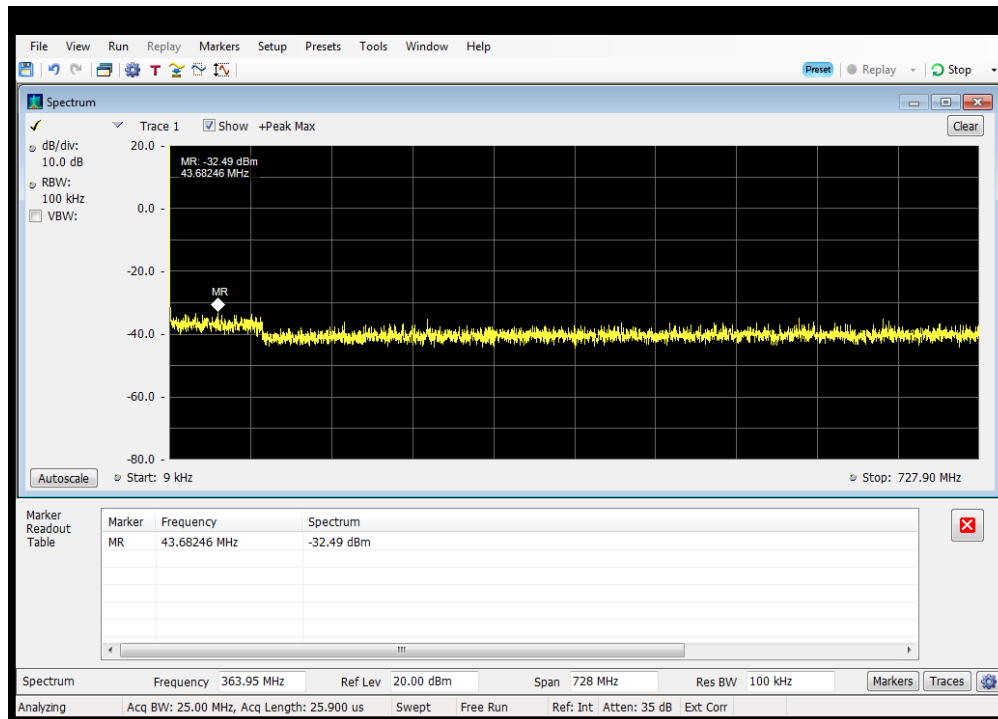 File View Run Replay Markers Setup Presets Tools Window Help
T Preset Replay Stop
Spectrum
Trace 1 Show +Peak Max Clear
dB/div:
10.0 dB
RBW:
100 kHz
VBW:
20.0
MR: -32.49 dBm
43.68246 MHz
0.0
-20.0
MR
-40.0
-60.0
-80.0
Autoscale Start: 9 kHz Stop: 727.90 MHz
Marker
Readout
Table
Marker Frequency Spectrum
MR 43.68246 MHz -32.49 dBm
Spectrum Frequency 363.95 MHz Ref Lev 20.00 dBm Span 728 MHz Res BW 100 kHz Markers Traces
Analyzing Acq BW: 25.00 MHz, Acq Length: 25.900 us Swept Free Run Ref: Int Atten: 35 dB Ext Corr